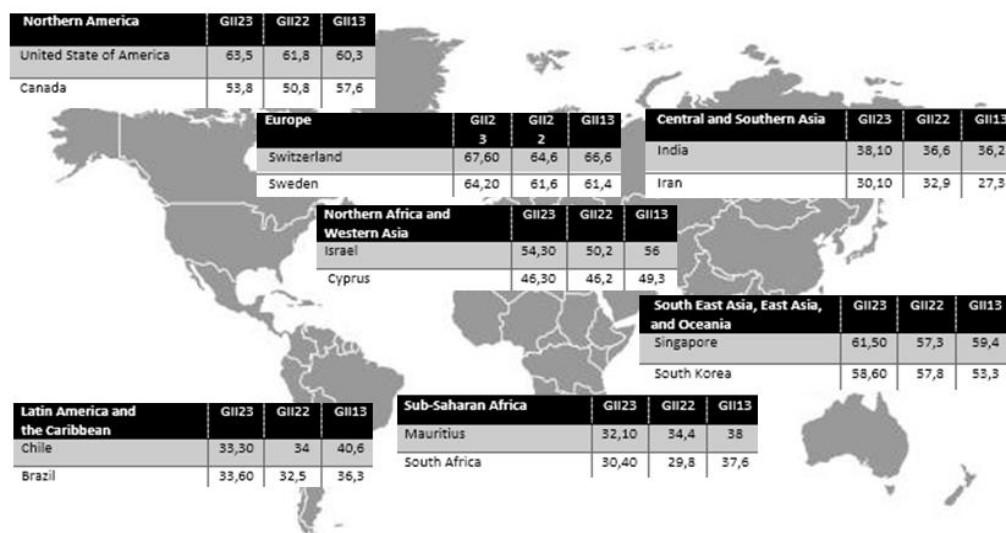 Northern America GII23 GII22 GII13
United State of America 63,5 61,8 60,3
Canada 53,8 50,8 57,6
Europe GII2 GII2 GII13
3 2
Switzerland 67,60 64,6 66,6
Sweden 64,20 61,6 61,4
Central and Southern Asia GII23 GII22 GII13
India 38,10 36,6 36,2
Iran 30,10 32,9 27,3
Northern Africa and GII23 GII22 GII13
Western Asia
Israel 54,30 50,2 56
Cyprus 46,30 46,2 49,3
South East Asia, East Asia, GII23 GII22 GII13
and Oceania
Singapore 61,50 57,3 59,4
South Korea 58,60 57,8 53,3
Latin America and GII23 GII22 GII13
the Caribbean
Chile 33,30 34 40,6
Brazil 33,60 32,5 36,3
Sub-Saharan Africa GII23 GII22 GII13
Mauritius 32,10 34,4 38
South Africa 30,40 29,8 37,6